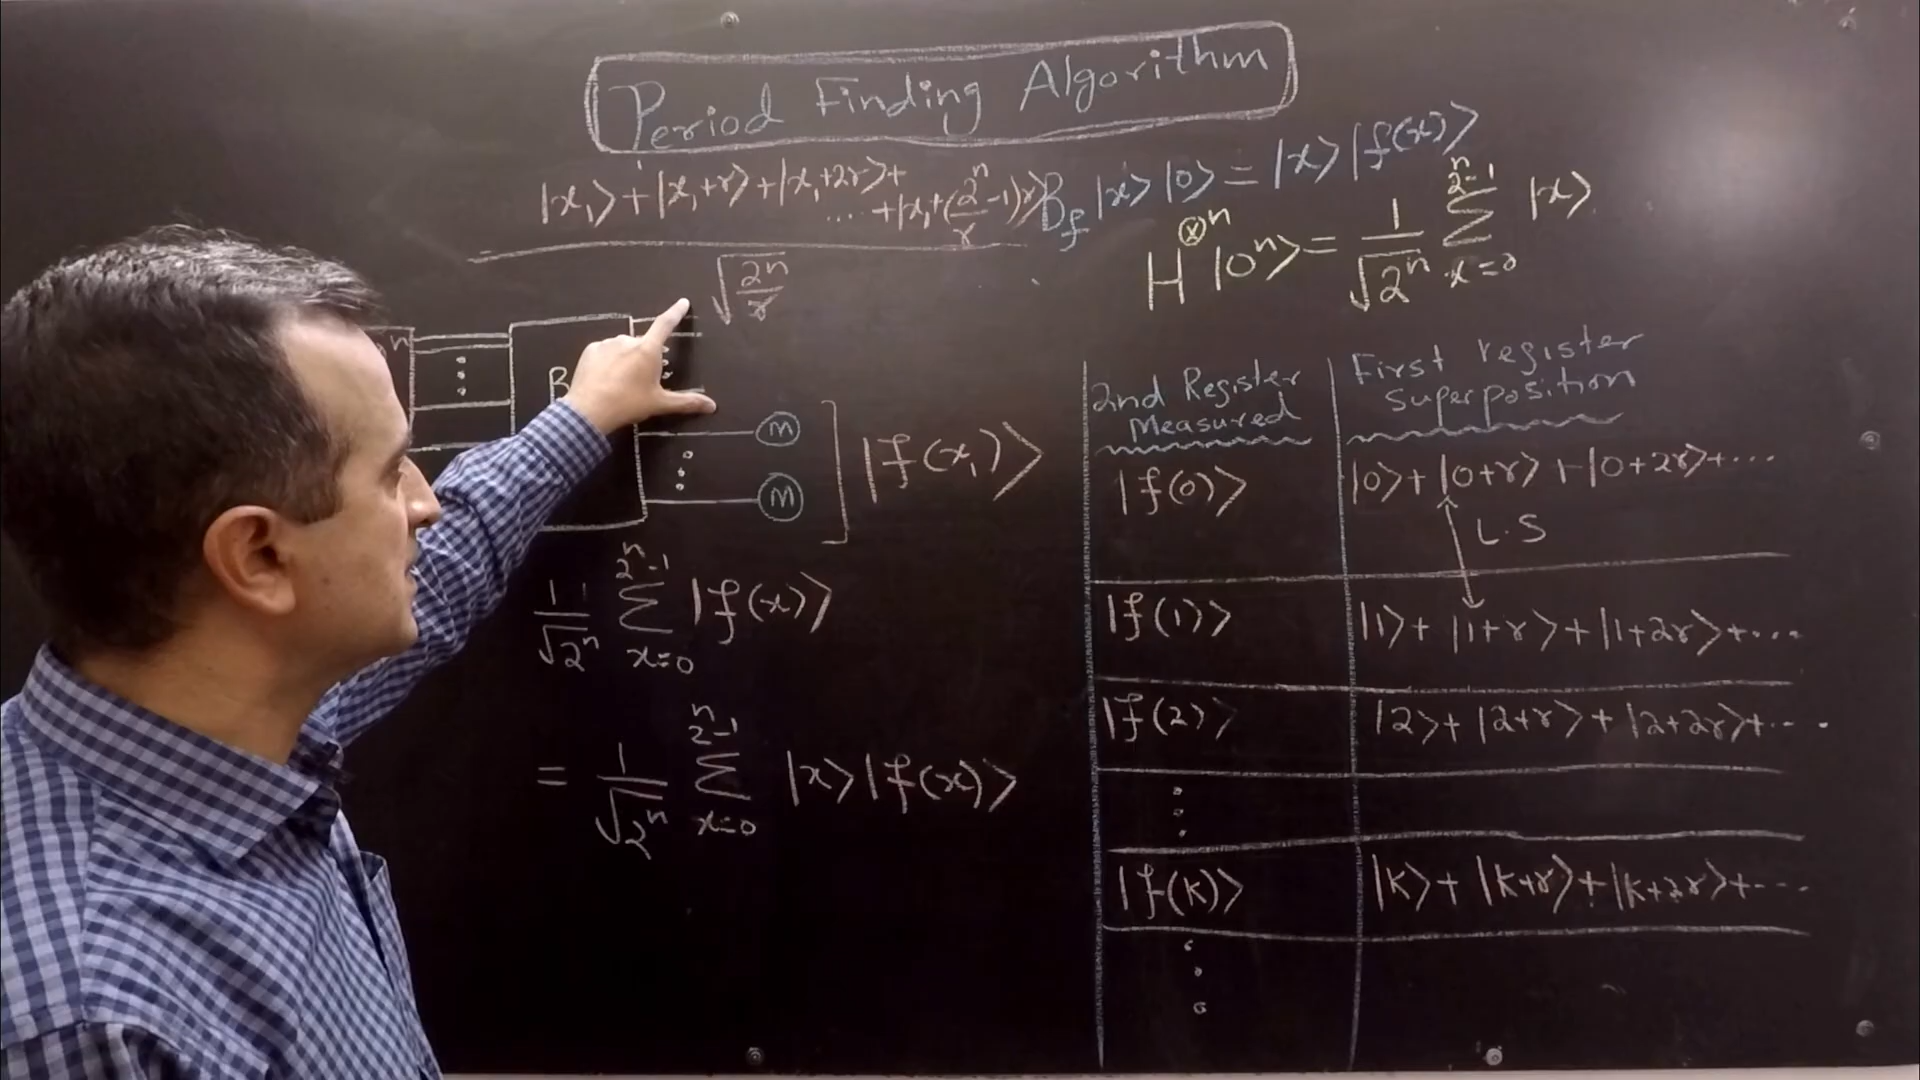 Period Finding Algorithm
|x₁⟩+|x₁+r⟩+|x₁+2r⟩+
....+|x₁+(2ⁿ/r-1)r⟩
√(2ⁿ/r)
B_f |x⟩|0⟩=|x⟩|f(x)⟩
H^⊗n |0ⁿ⟩= 1/√2ⁿ Σ_{x=0}^{2ⁿ-1} |x⟩
n
B
M
M
|f(x₁)⟩
1/√2ⁿ Σ_{x=0}^{2ⁿ-1} |f(x)⟩
= 1/√2ⁿ Σ_{x=0}^{2ⁿ-1} |x⟩|f(x)⟩
2nd Register
Measured
First register
Superposition
|f(0)⟩ |0⟩+|0+r⟩+|0+2r⟩+...
L.S
|f(1)⟩ |1⟩+|1+r⟩+|1+2r⟩+....
|f(2)⟩ |2⟩+|2+r⟩+|2+2r⟩+....
|f(k)⟩ |k⟩+|k+r⟩+|k+2r⟩+....